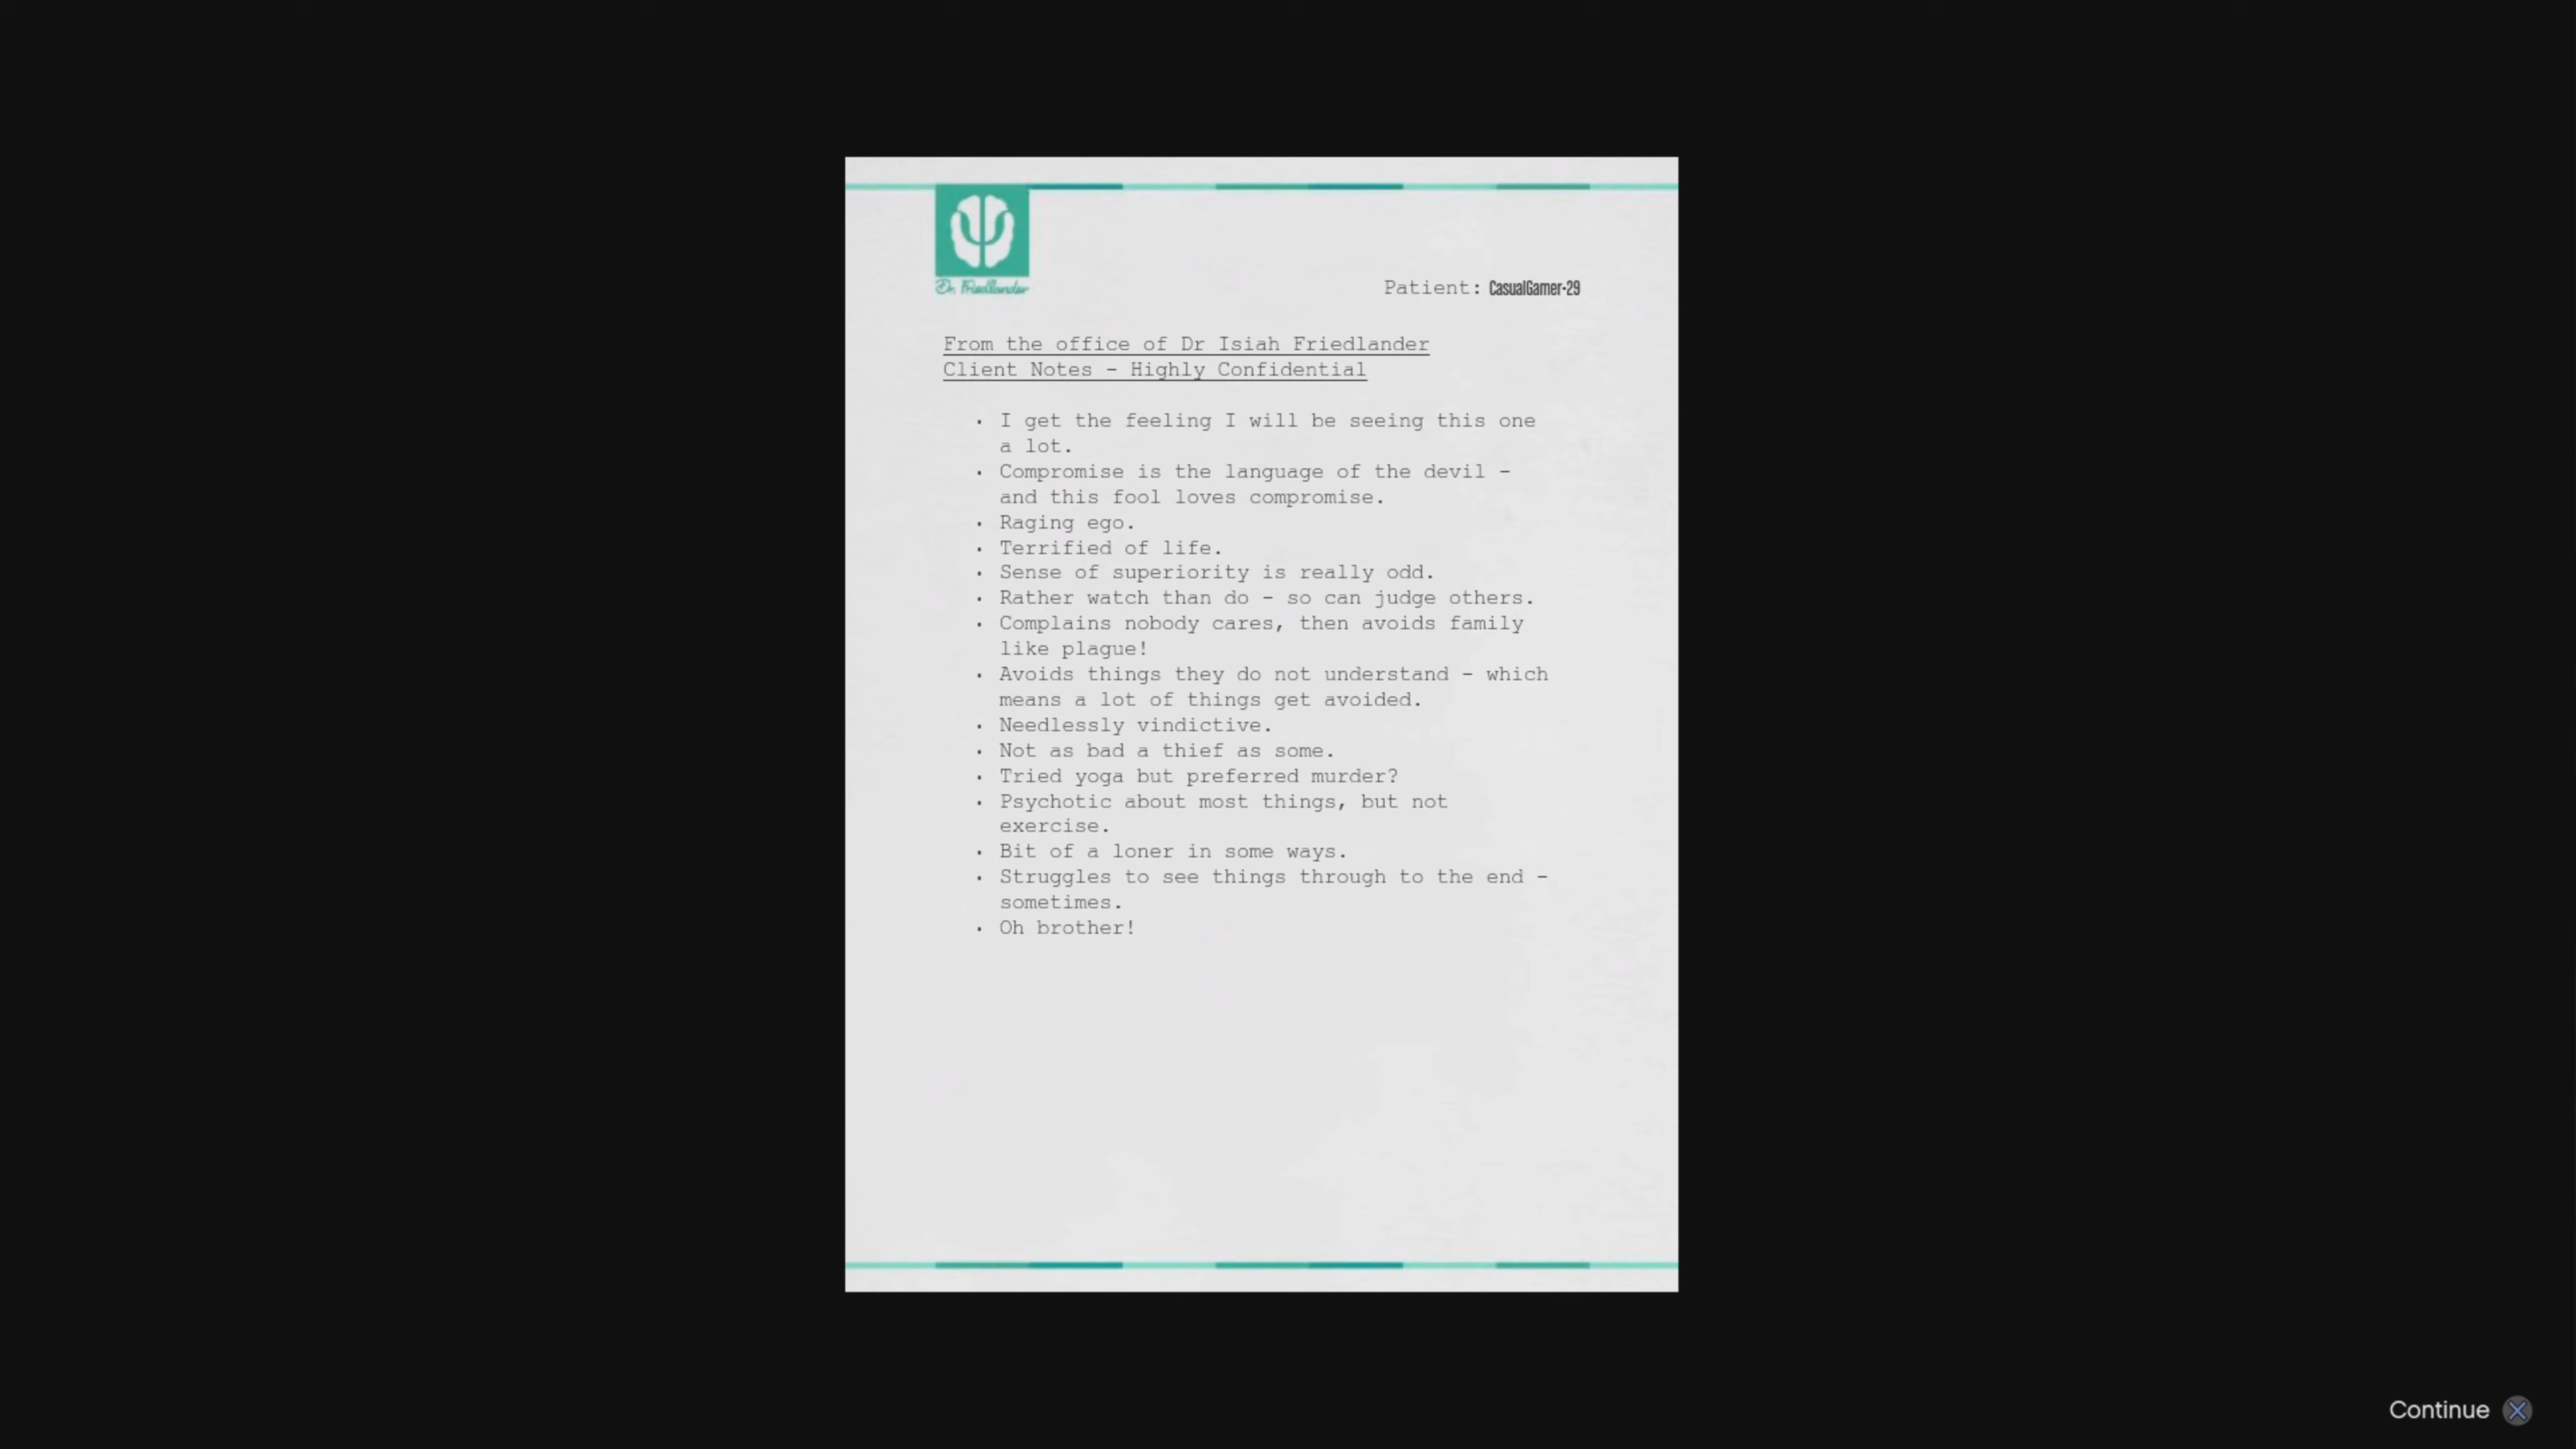 Dr. Friedlander
Patient: CasualGamer-29
From the office of Dr Isiah Friedlander
Client Notes - Highly Confidential
· I get the feeling I will be seeing this one
a lot.
· Compromise is the language of the devil -
and this fool loves compromise.
· Raging ego.
· Terrified of life.
· Sense of superiority is really odd.
· Rather watch than do - so can judge others.
· Complains nobody cares, then avoids family
like plague!
· Avoids things they do not understand - which
means a lot of things get avoided.
· Needlessly vindictive.
· Not as bad a thief as some.
· Tried yoga but preferred murder?
· Psychotic about most things, but not
exercise.
· Bit of a loner in some ways.
· Struggles to see things through to the end -
sometimes.
· Oh brother!
Continue